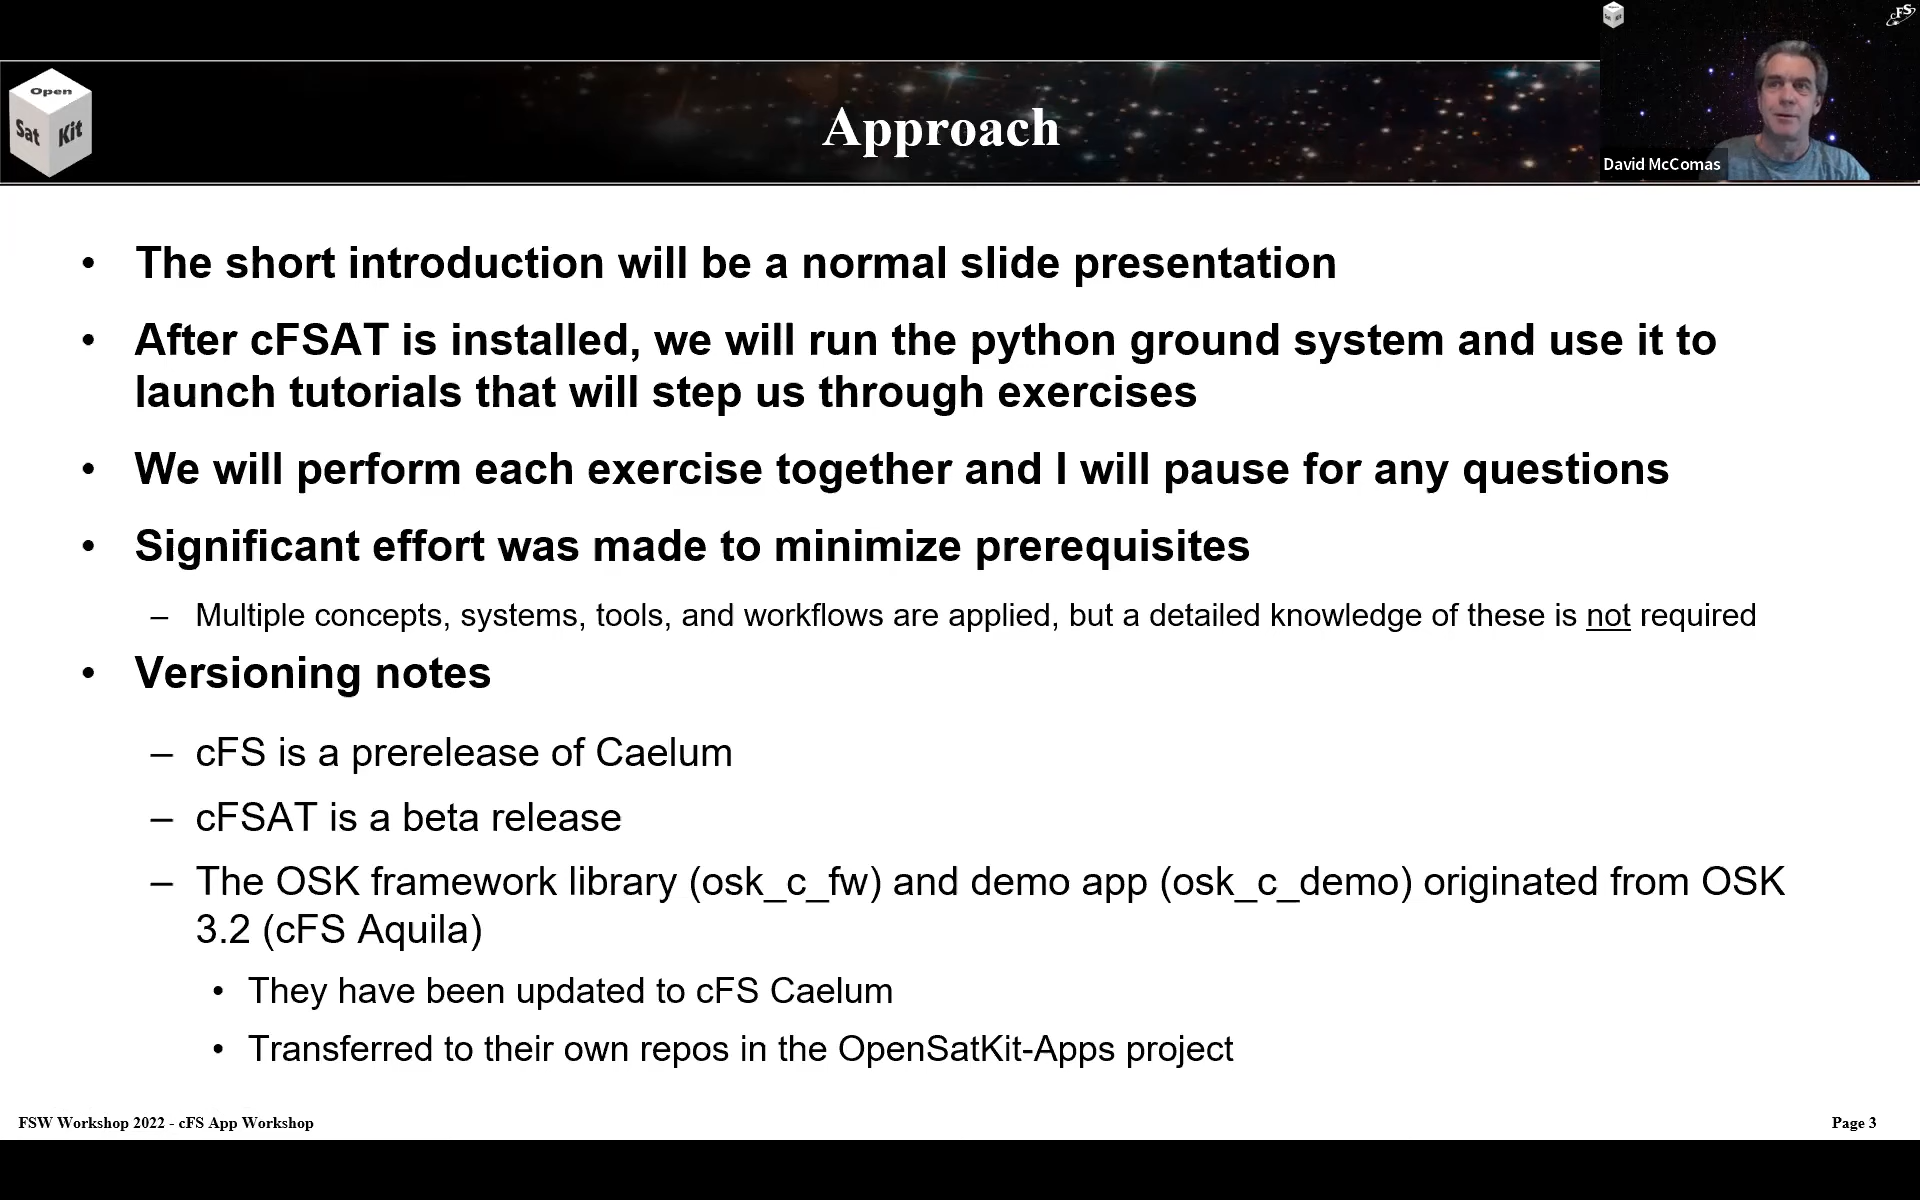 Open
Sat Kit
Approach
cFS
David McComas
• The short introduction will be a normal slide presentation
• After cFSAT is installed, we will run the python ground system and use it to
launch tutorials that will step us through exercises
• We will perform each exercise together and I will pause for any questions
• Significant effort was made to minimize prerequisites
– Multiple concepts, systems, tools, and workflows are applied, but a detailed knowledge of these is not required
• Versioning notes
– cFS is a prerelease of Caelum
– cFSAT is a beta release
– The OSK framework library (osk_c_fw) and demo app (osk_c_demo) originated from OSK
3.2 (cFS Aquila)
• They have been updated to cFS Caelum
• Transferred to their own repos in the OpenSatKit-Apps project
FSW Workshop 2022 - cFS App Workshop
Page 3